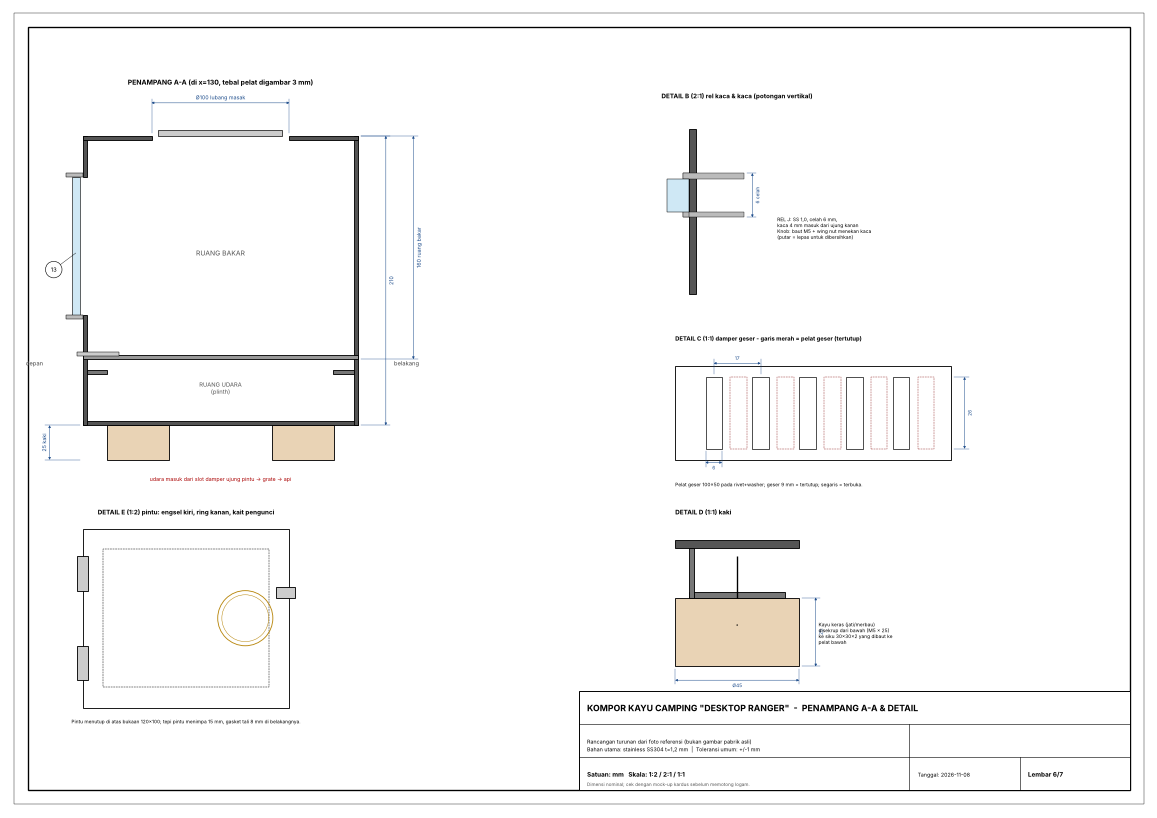 PENAMPANG A-A (di x=130, tebal pelat digambar 3 mm)
Ø100 lubang masak
RUANG BAKAR
13
210
160 ruang bakar
depan
belakang
RUANG UDARA
(plinth)
25 kaki
udara masuk dari slot damper ujung pintu → grate → api
DETAIL E (1:2) pintu: engsel kiri, ring kanan, kait pengunci
Pintu menutup di atas bukaan 120×100, tepi pintu menimpa 15 mm, gasket tali 8 mm di belakangnya.
DETAIL B (2:1) rel kaca & kaca (potongan vertikal)
6 celah
REL J: SS 1,0, celah 6 mm;
kaca 4 mm masuk dari ujung kanan
Knob: baut M5 + wing nut menekan kaca
(putar = lepas untuk dibersihkan)
DETAIL C (1:1) damper geser - garis merah = pelat geser (tertutup)
17
26
6
Pelat geser 100×50 pada rivet+washer; geser 9 mm = tertutup, segaris = terbuka.
DETAIL D (1:1) kaki
Kayu keras (jati/merbau)
disekrup dari bawah (M5 × 25)
ke siku 30×30×2 yang dibaut ke
pelat bawah
Ø45
KOMPOR KAYU CAMPING "DESKTOP RANGER" - PENAMPANG A-A & DETAIL
Rancangan turunan dari foto referensi (bukan gambar pabrik asli)
Bahan utama: stainless SS304 t=1,2 mm | Toleransi umum: +/-1 mm
Satuan: mm Skala: 1:2 / 2:1 / 1:1
Tanggal: 2026-11-08
Lembar 6/7
Dimensi nominal; cek dengan mock-up kardus sebelum memotong logam.